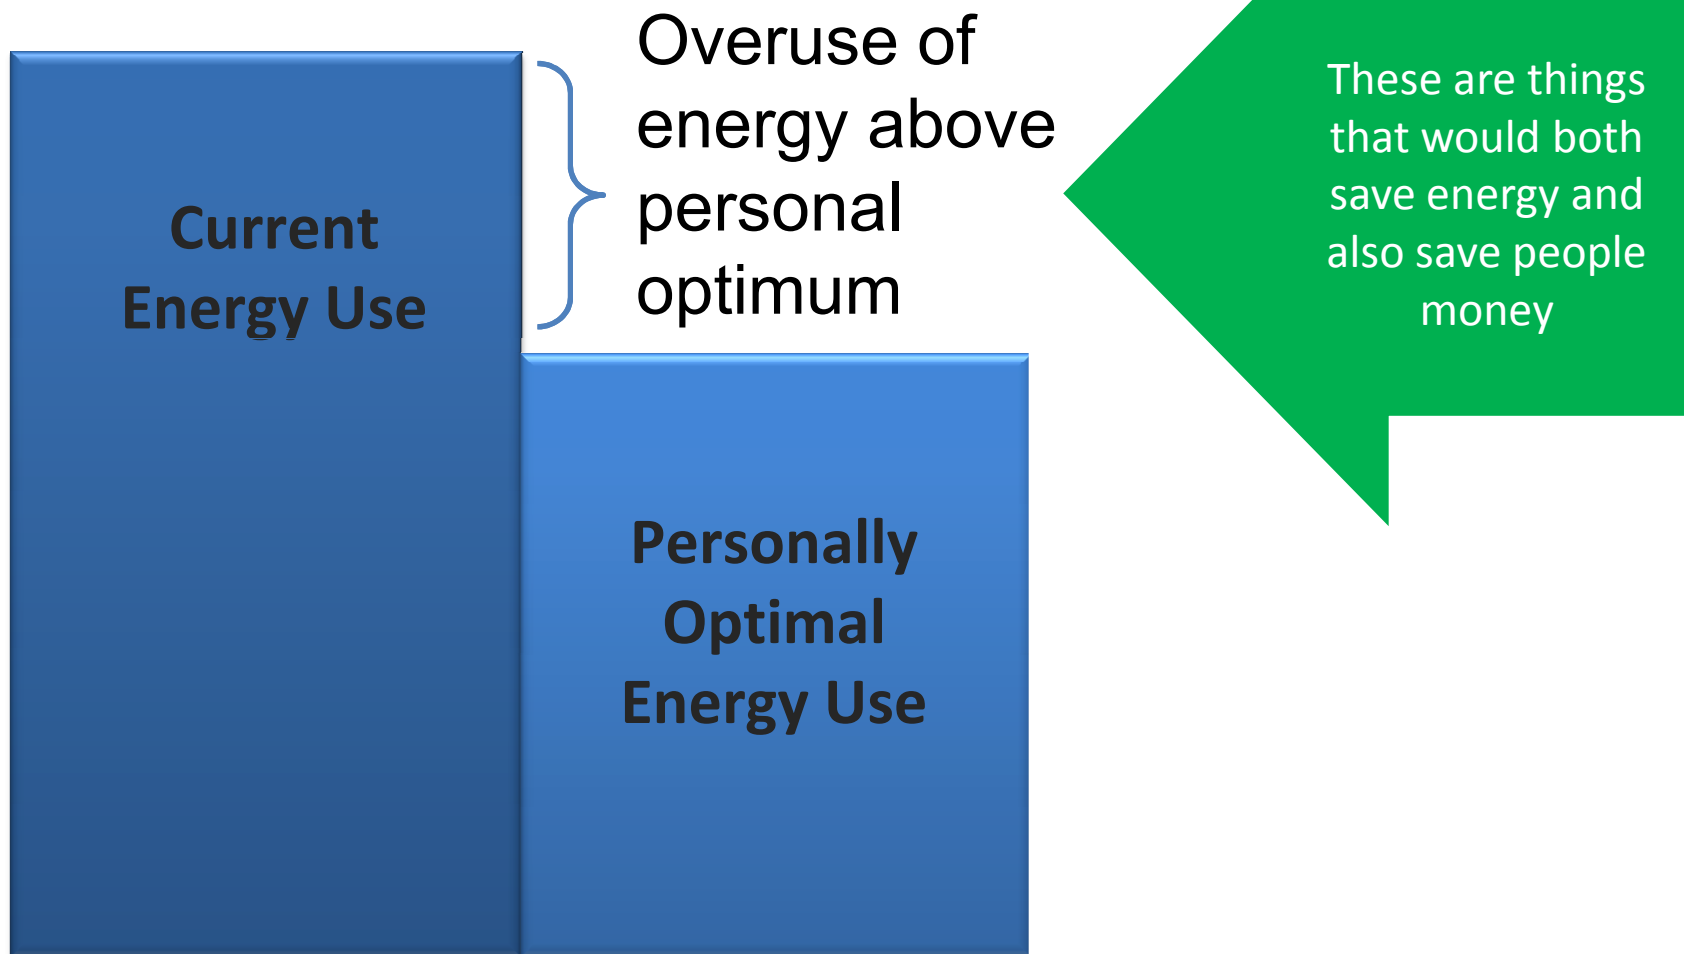 Overuse of
energy above
personal
optimum
These are things
that would both
save energy and
also save people
money
Current
Energy Use
Personally
Optimal
Energy Use